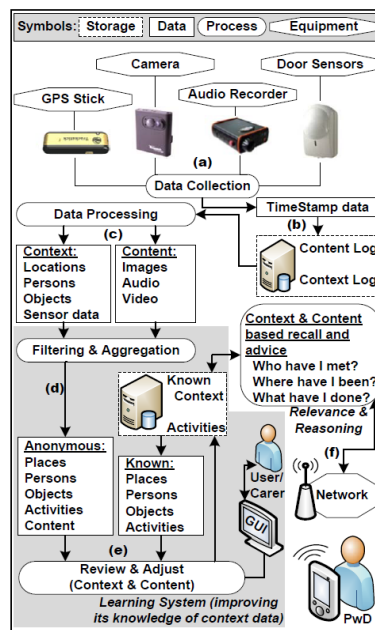 Symbols: Storage Data Process Equipment
Camera
Door Sensors
GPS Stick
Audio Recorder
(a)
Data Collection
Data Processing
TimeStamp data
(b)
(c)
Context:
Locations
Persons
Objects
Sensor data
Content:
Images
Audio
Video
Content Log
Context Log
Filtering & Aggregation
(d)
Known
Context
Activities
Context & Content
based recall and
advice
Who have I met?
Where have I been?
What have I done?
Relevance &
Reasoning
(f)
Anonymous:
Places
Persons
Objects
Activities
Content
Known:
Places
Persons
Objects
Activities
User/
Carer
GUI
Network
(e)
Review & Adjust
(Context & Content)
Learning System (improving
its knowledge of context data)
PwD